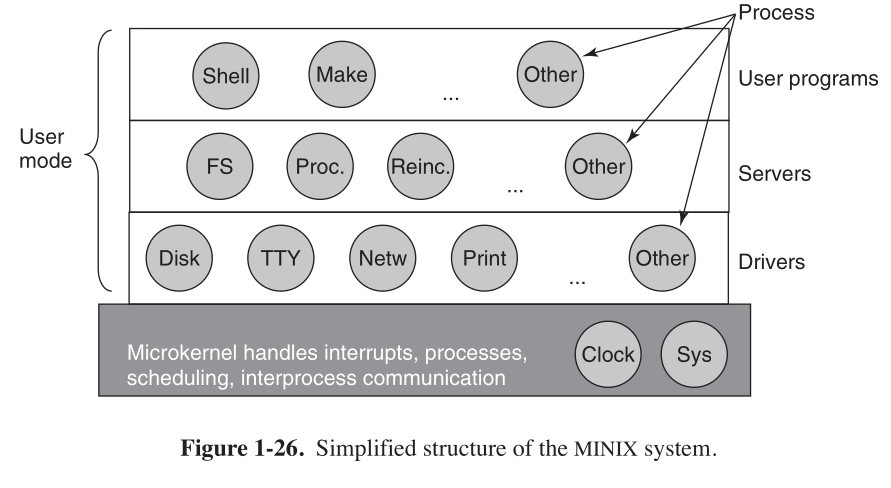 Process
Shell
Make
...
Other
User programs
User
mode
FS
Proc.
Reinc.
...
Other
Servers
Disk
TTY
Netw
Print
...
Other
Drivers
Microkernel handles interrupts, processes,
scheduling, interprocess communication
Clock
Sys
Figure 1-26. Simplified structure of the MINIX system.